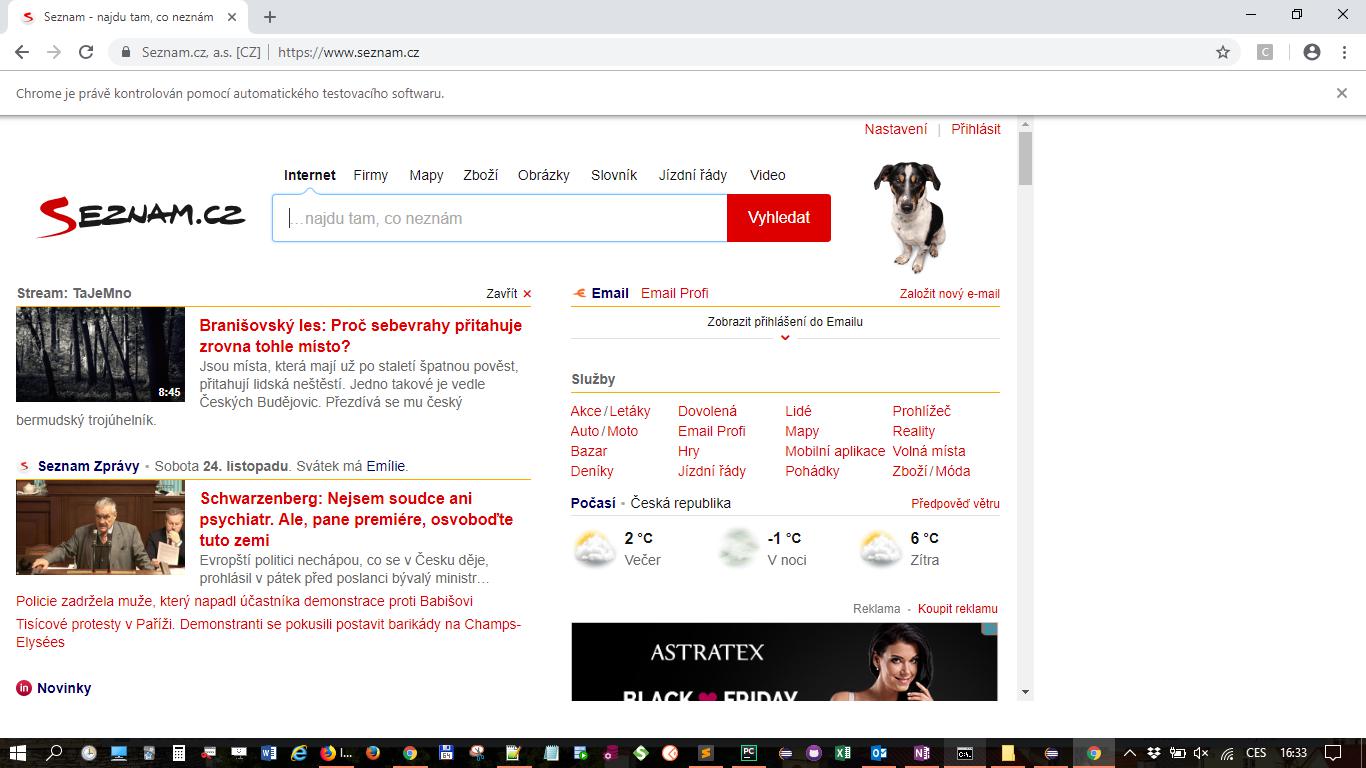 Seznam - najdu tam, co neznám
Seznam.cz, a.s. [CZ] | https://www.seznam.cz
Chrome je právě kontrolován pomocí automatického testovacího softwaru.
Nastavení | Přihlásit
Internet Firmy Mapy Zboží Obrázky Slovník Jízdní řády Video
SEZNAM.CZ
...najdu tam, co neznám
Vyhledat
Stream: TaJeMno
Zavřít
Branišovský les: Proč sebevrahy přitahuje
zrovna tohle místo?
Jsou místa, která mají už po staletí špatnou pověst,
přitahují lidská neštěstí. Jedno takové je vedle
Českých Budějovic. Přezdívá se mu český
bermudský trojúhelník.
8:45
Seznam Zprávy • Sobota 24. listopadu. Svátek má Emílie.
Schwarzenberg: Nejsem soudce ani
psychiatr. Ale, pane premiére, osvoboďte
tuto zemi
Evropští politici nechápou, co se v Česku děje,
prohlásil v pátek před poslanci bývalý ministr…
Policie zadržela muže, který napadl účastníka demonstrace proti Babišovi
Tisícové protesty v Paříži. Demonstranti se pokusili postavit barikády na Champs-
Elysées
Novinky
Email Email Profi Založit nový e-mail
Zobrazit přihlášení do Emailu
Služby
Akce / Letáky Dovolená Lidé Prohlížeč
Auto / Moto Email Profi Mapy Reality
Bazar Hry Mobilní aplikace Volná místa
Deníky Jízdní řády Pohádky Zboží / Móda
Počasí • Česká republika Předpověď větru
2 °C -1 °C 6 °C
Večer V noci Zítra
Reklama - Koupit reklamu
ASTRATEX
BLACK FRIDAY
I...
CES 16:33